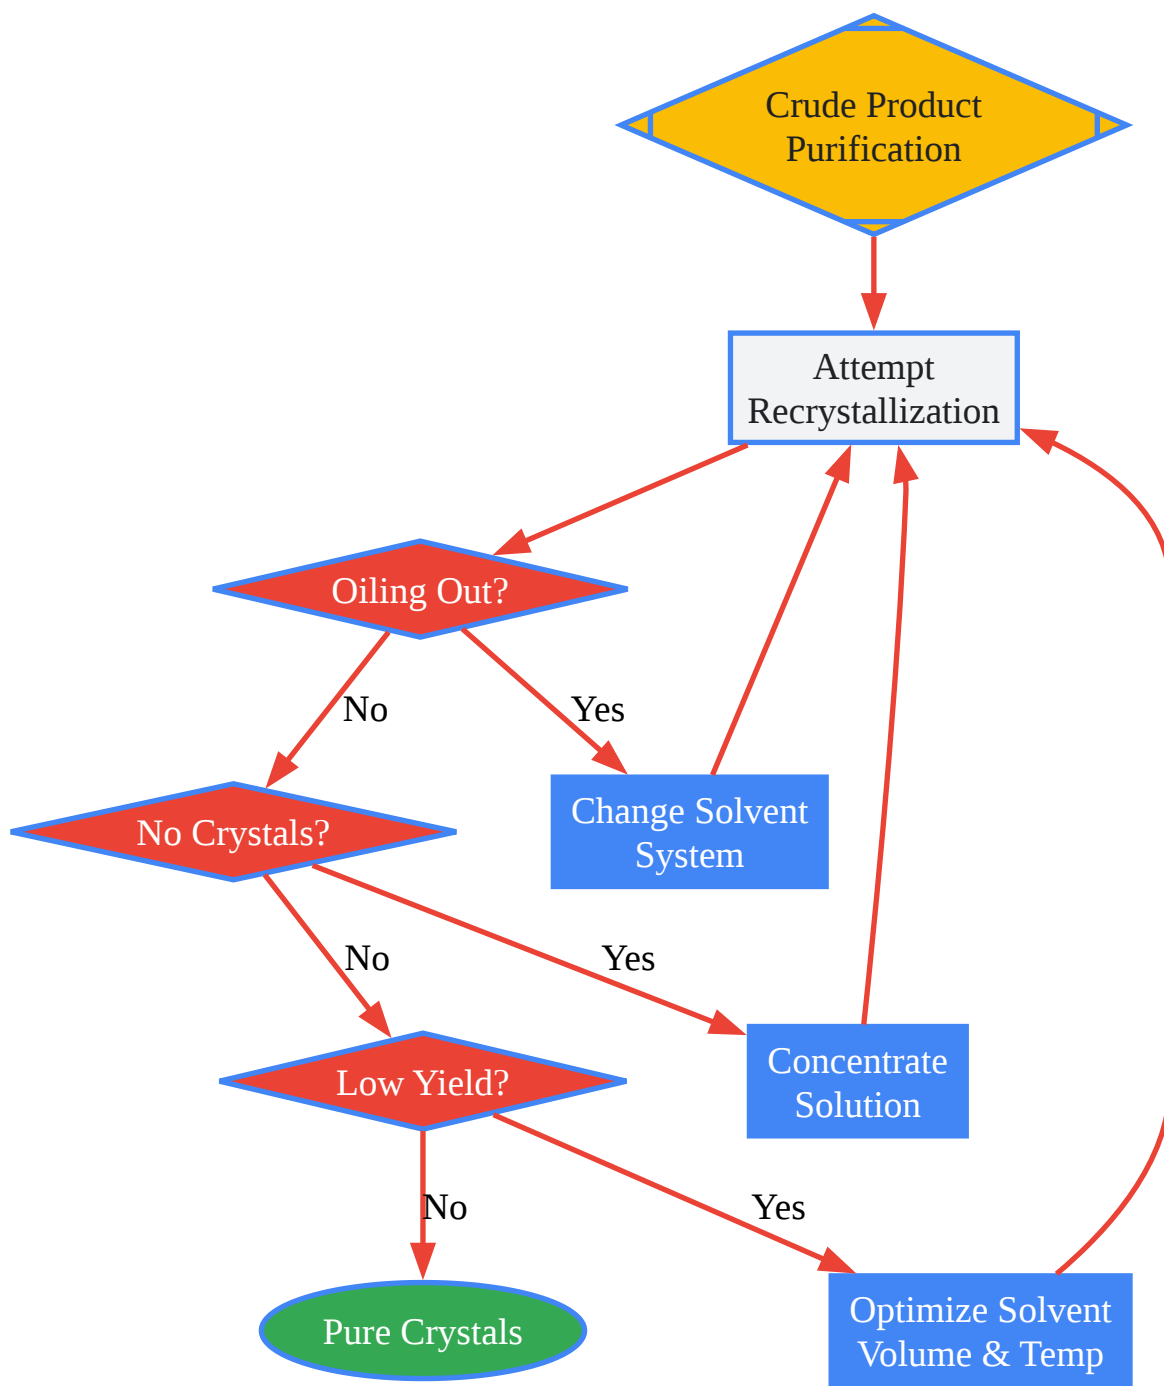 Crude Product
Purification
Attempt
Recrystallization
Oiling Out?
No
Yes
No Crystals?
Change Solvent
System
No
Yes
Low Yield?
Concentrate
Solution
No
Yes
Pure Crystals
Optimize Solvent
Volume & Temp